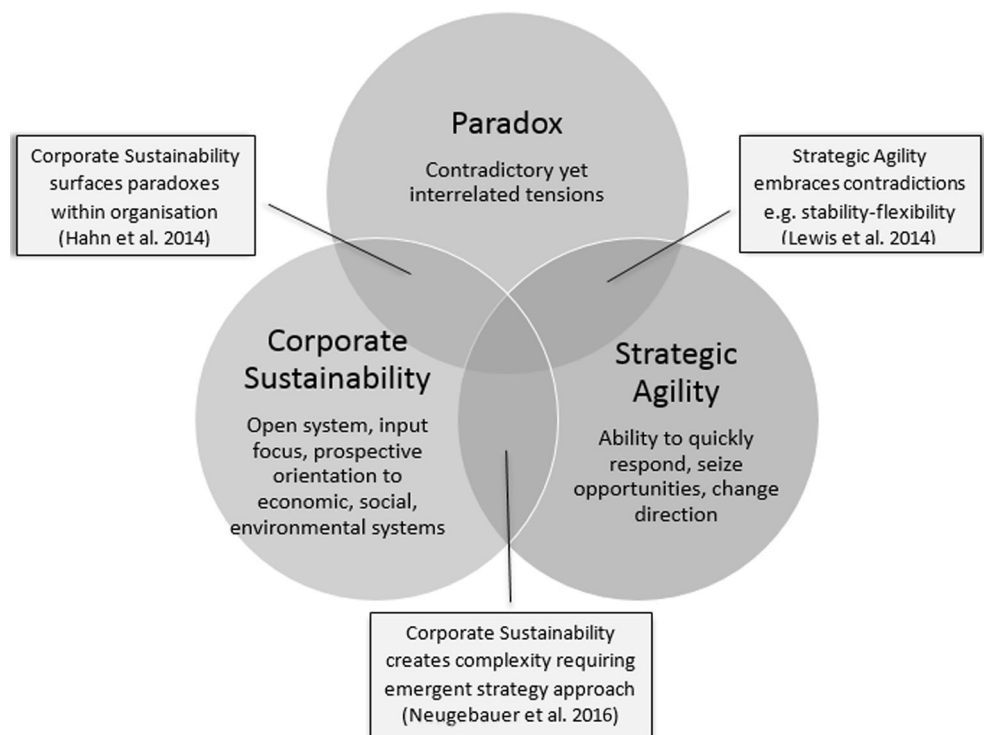 Paradox
Contradictory yet
interrelated tensions
Corporate Sustainability
surfaces paradoxes
within organisation
(Hahn et al. 2014)
Strategic Agility
embraces contradictions
e.g. stability-flexibility
(Lewis et al. 2014)
Corporate
Sustainability
Open system, input
focus, prospective
orientation to
economic, social,
environmental systems
Strategic
Agility
Ability to quickly
respond, seize
opportunities, change
direction
Corporate Sustainability
creates complexity requiring
emergent strategy approach
(Neugebauer et al. 2016)